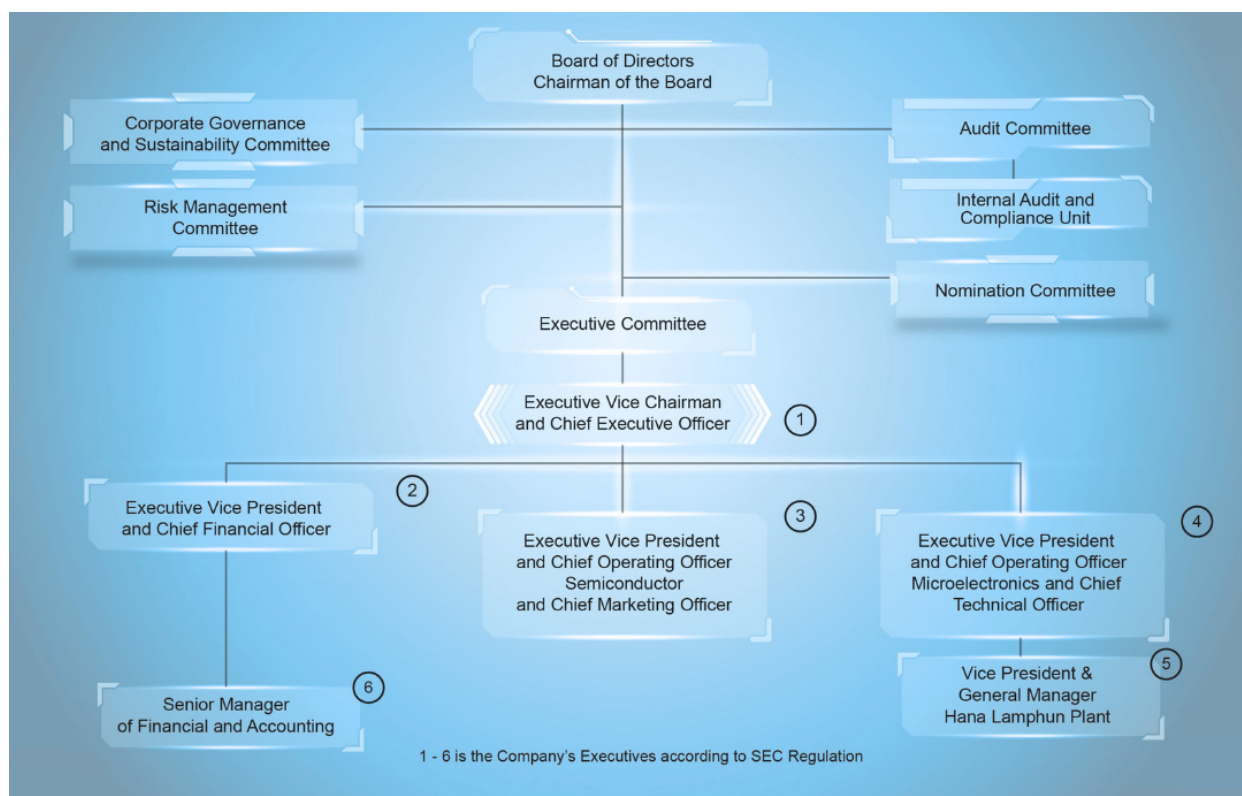 Board of Directors
Chairman of the Board
Corporate Governance
and Sustainability Committee
Audit Committee
Risk Management
Committee
Internal Audit and
Compliance Unit
Nomination Committee
Executive Committee
Executive Vice Chairman
and Chief Executive Officer
1
2
Executive Vice President
and Chief Financial Officer
3
Executive Vice President
and Chief Operating Officer
Semiconductor
and Chief Marketing Officer
4
Executive Vice President
and Chief Operating Officer
Microelectronics and Chief
Technical Officer
5
Vice President &
General Manager
Hana Lamphun Plant
6
Senior Manager
of Financial and Accounting
1 - 6 is the Company's Executives according to SEC Regulation